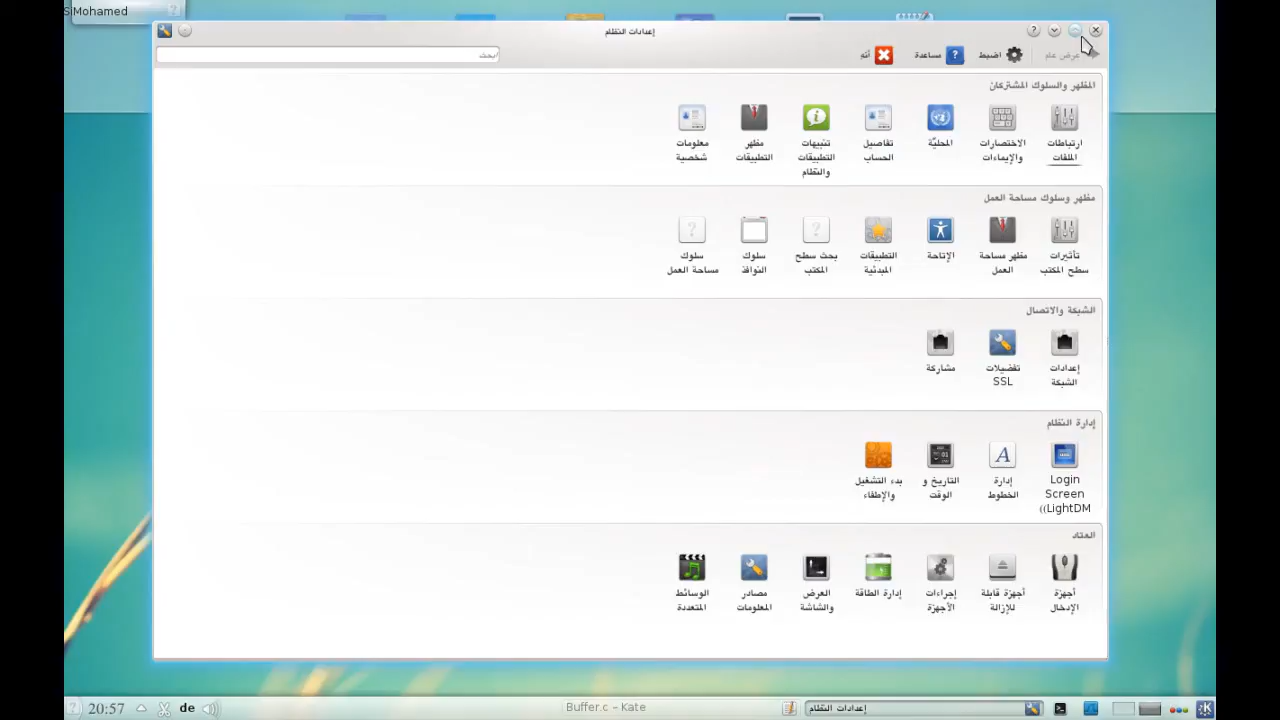 SiMohamed
إعدادات النظام
عرض عام
اضبط
مساعدة
أنه
ابحث
المظهر والسلوك المشتركان
ارتباطات الملفات
الاختصارات والإيماءات
المحليّة
تفاصيل الحساب
تنبيهات التطبيقات والنظام
مظهر التطبيقات
معلومات شخصية
مظهر وسلوك مساحة العمل
تأثيرات سطح المكتب
مظهر مساحة العمل
الإتاحة
التطبيقات المبدئية
بحث سطح المكتب
سلوك النوافذ
سلوك مساحة العمل
الشبكة والاتصال
إعدادات الشبكة
تفضيلات SSL
مشاركة
إدارة النظام
Login Screen ((LightDM
إدارة الخطوط
التاريخ و الوقت
بدء التشغيل والإطفاء
العتاد
أجهزة الإدخال
أجهزة قابلة للإزالة
إجراءات الأجهزة
إدارة الطاقة
العرض والشاشة
مصادر المعلومات
الوسائط المتعددة
20:57
de
Buffer.c – Kate
إعدادات النظام